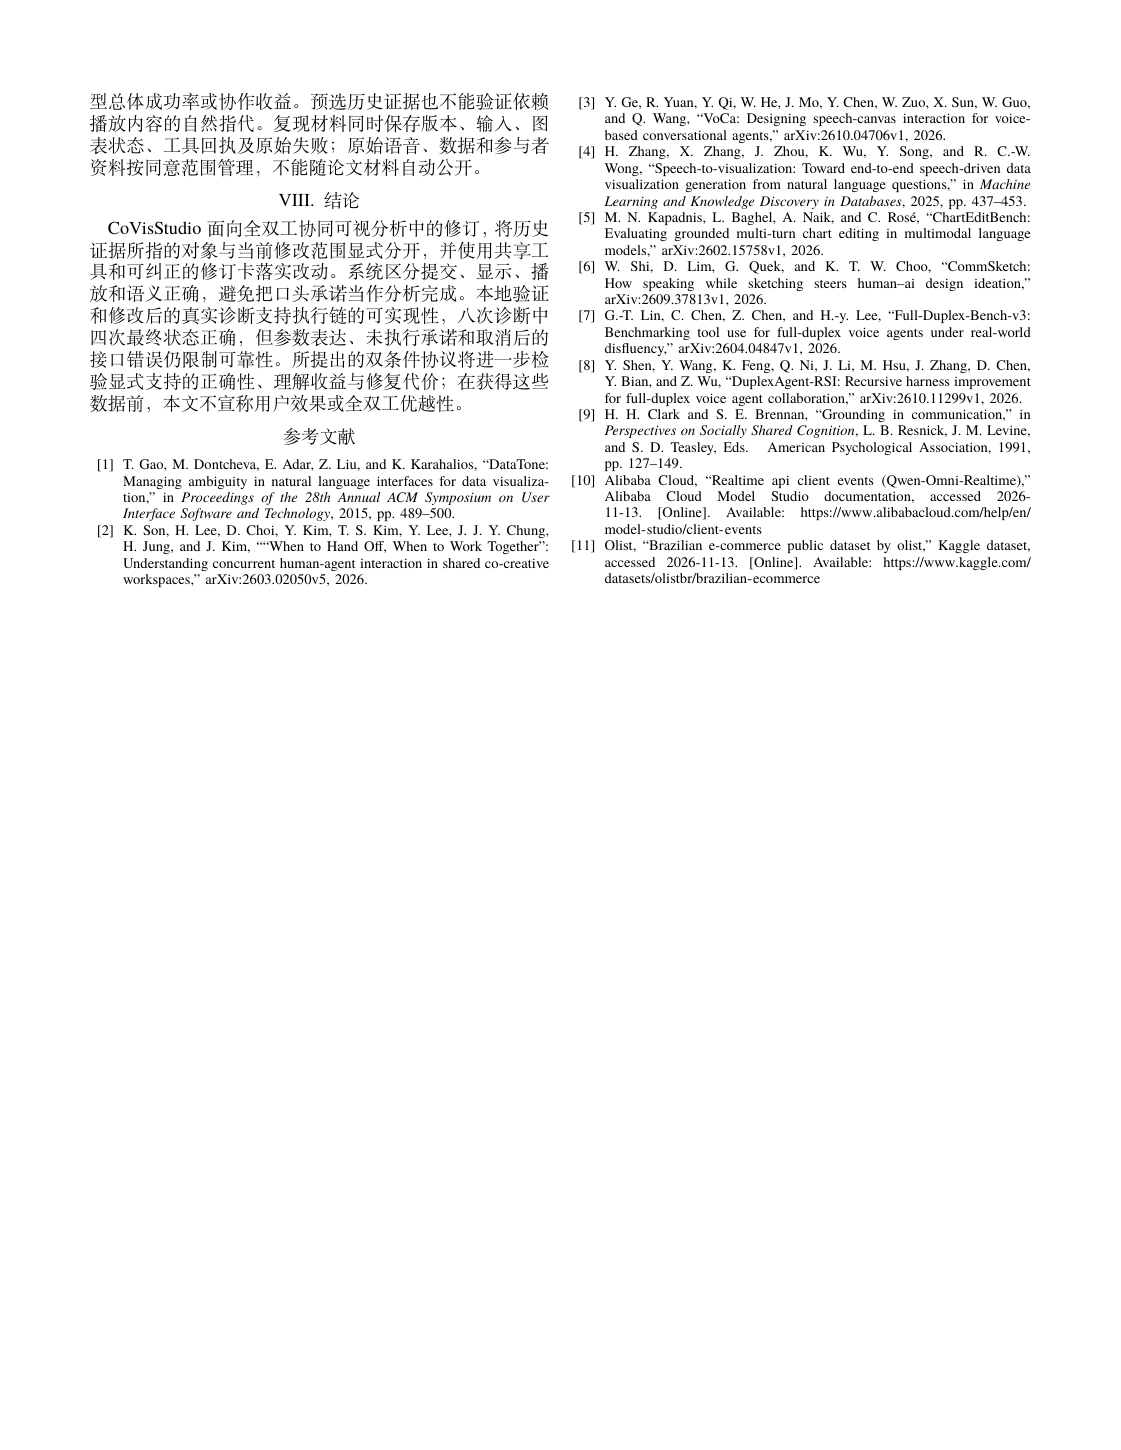 型总体成功率或协作收益。预选历史证据也不能验证依赖
播放内容的自然指代。复现材料同时保存版本、输入、图
表状态、工具回执及原始失败；原始语音、数据和参与者
资料按同意范围管理，不能随论文材料自动公开。
VIII. 结论
CoVisStudio 面向全双工协同可视分析中的修订，将历史
证据所指的对象与当前修改范围显式分开，并使用共享工
具和可纠正的修订卡落实改动。系统区分提交、显示、播
放和语义正确，避免把口头承诺当作分析完成。本地验证
和修改后的真实诊断支持执行链的可实现性，八次诊断中
四次最终状态正确，但参数表达、未执行承诺和取消后的
接口错误仍限制可靠性。所提出的双条件协议将进一步检
验显式支持的正确性、理解收益与修复代价；在获得这些
数据前，本文不宣称用户效果或全双工优越性。
参考文献
[1] T. Gao, M. Dontcheva, E. Adar, Z. Liu, and K. Karahalios, “DataTone:
Managing ambiguity in natural language interfaces for data visualiza-
tion,” in Proceedings of the 28th Annual ACM Symposium on User
Interface Software and Technology, 2015, pp. 489–500.
[2] K. Son, H. Lee, D. Choi, Y. Kim, T. S. Kim, Y. Lee, J. J. Y. Chung,
H. Jung, and J. Kim, ““When to Hand Off, When to Work Together”:
Understanding concurrent human-agent interaction in shared co-creative
workspaces,” arXiv:2603.02050v5, 2026.
[3] Y. Ge, R. Yuan, Y. Qi, W. He, J. Mo, Y. Chen, W. Zuo, X. Sun, W. Guo,
and Q. Wang, “VoCa: Designing speech-canvas interaction for voice-
based conversational agents,” arXiv:2610.04706v1, 2026.
[4] H. Zhang, X. Zhang, J. Zhou, K. Wu, Y. Song, and R. C.-W.
Wong, “Speech-to-visualization: Toward end-to-end speech-driven data
visualization generation from natural language questions,” in Machine
Learning and Knowledge Discovery in Databases, 2025, pp. 437–453.
[5] M. N. Kapadnis, L. Baghel, A. Naik, and C. Rosé, “ChartEditBench:
Evaluating grounded multi-turn chart editing in multimodal language
models,” arXiv:2602.15758v1, 2026.
[6] W. Shi, D. Lim, G. Quek, and K. T. W. Choo, “CommSketch:
How speaking while sketching steers human–ai design ideation,”
arXiv:2609.37813v1, 2026.
[7] G.-T. Lin, C. Chen, Z. Chen, and H.-y. Lee, “Full-Duplex-Bench-v3:
Benchmarking tool use for full-duplex voice agents under real-world
disfluency,” arXiv:2604.04847v1, 2026.
[8] Y. Shen, Y. Wang, K. Feng, Q. Ni, J. Li, M. Hsu, J. Zhang, D. Chen,
Y. Bian, and Z. Wu, “DuplexAgent-RSI: Recursive harness improvement
for full-duplex voice agent collaboration,” arXiv:2610.11299v1, 2026.
[9] H. H. Clark and S. E. Brennan, “Grounding in communication,” in
Perspectives on Socially Shared Cognition, L. B. Resnick, J. M. Levine,
and S. D. Teasley, Eds. American Psychological Association, 1991,
pp. 127–149.
[10] Alibaba Cloud, “Realtime api client events (Qwen-Omni-Realtime),”
Alibaba Cloud Model Studio documentation, accessed 2026-
11-13. [Online]. Available: https://www.alibabacloud.com/help/en/
model-studio/client-events
[11] Olist, “Brazilian e-commerce public dataset by olist,” Kaggle dataset,
accessed 2026-11-13. [Online]. Available: https://www.kaggle.com/
datasets/olistbr/brazilian-ecommerce